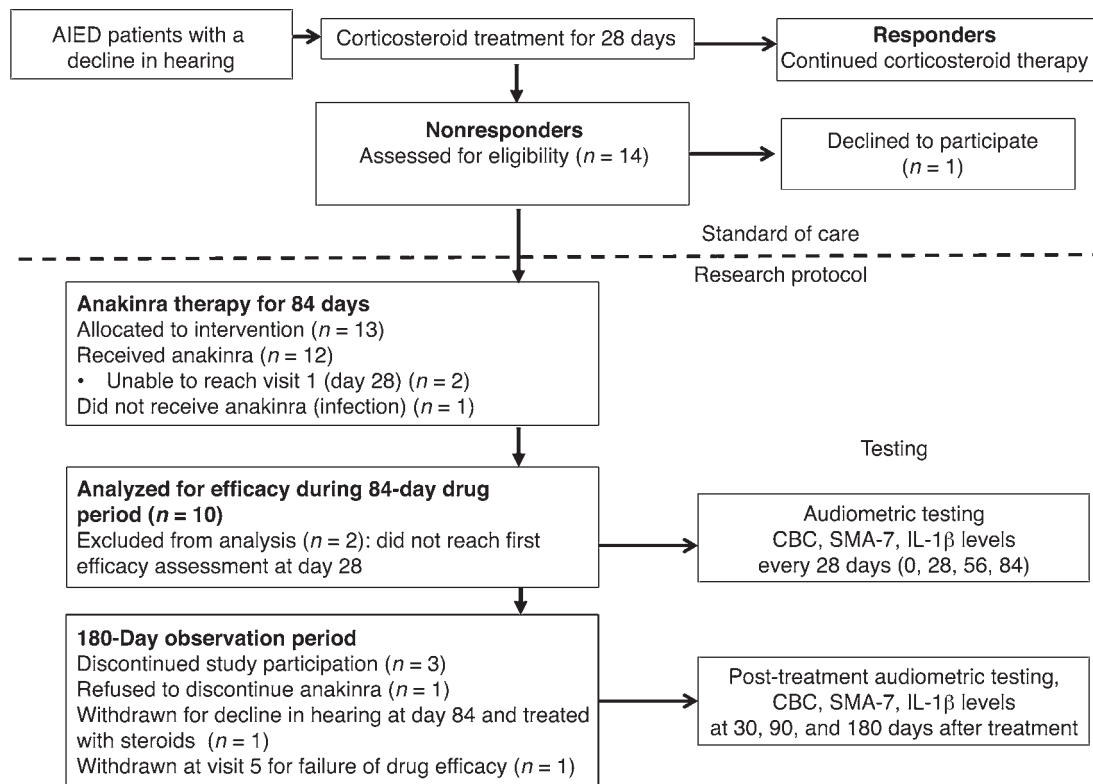 AIED patients with a
decline in hearing
Corticosteroid treatment for 28 days
Responders
Continued corticosteroid therapy
Nonresponders
Assessed for eligibility (n = 14)
Declined to participate
(n = 1)
Standard of care
Research protocol
Anakinra therapy for 84 days
Allocated to intervention (n = 13)
Received anakinra (n = 12)
• Unable to reach visit 1 (day 28) (n = 2)
Did not receive anakinra (infection) (n = 1)
Testing
Analyzed for efficacy during 84-day drug
period (n = 10)
Excluded from analysis (n = 2): did not reach first
efficacy assessment at day 28
Audiometric testing
CBC, SMA-7, IL-1β levels
every 28 days (0, 28, 56, 84)
180-Day observation period
Discontinued study participation (n = 3)
Refused to discontinue anakinra (n = 1)
Withdrawn for decline in hearing at day 84 and treated
with steroids (n = 1)
Withdrawn at visit 5 for failure of drug efficacy (n = 1)
Post-treatment audiometric testing,
CBC, SMA-7, IL-1β levels
at 30, 90, and 180 days after treatment